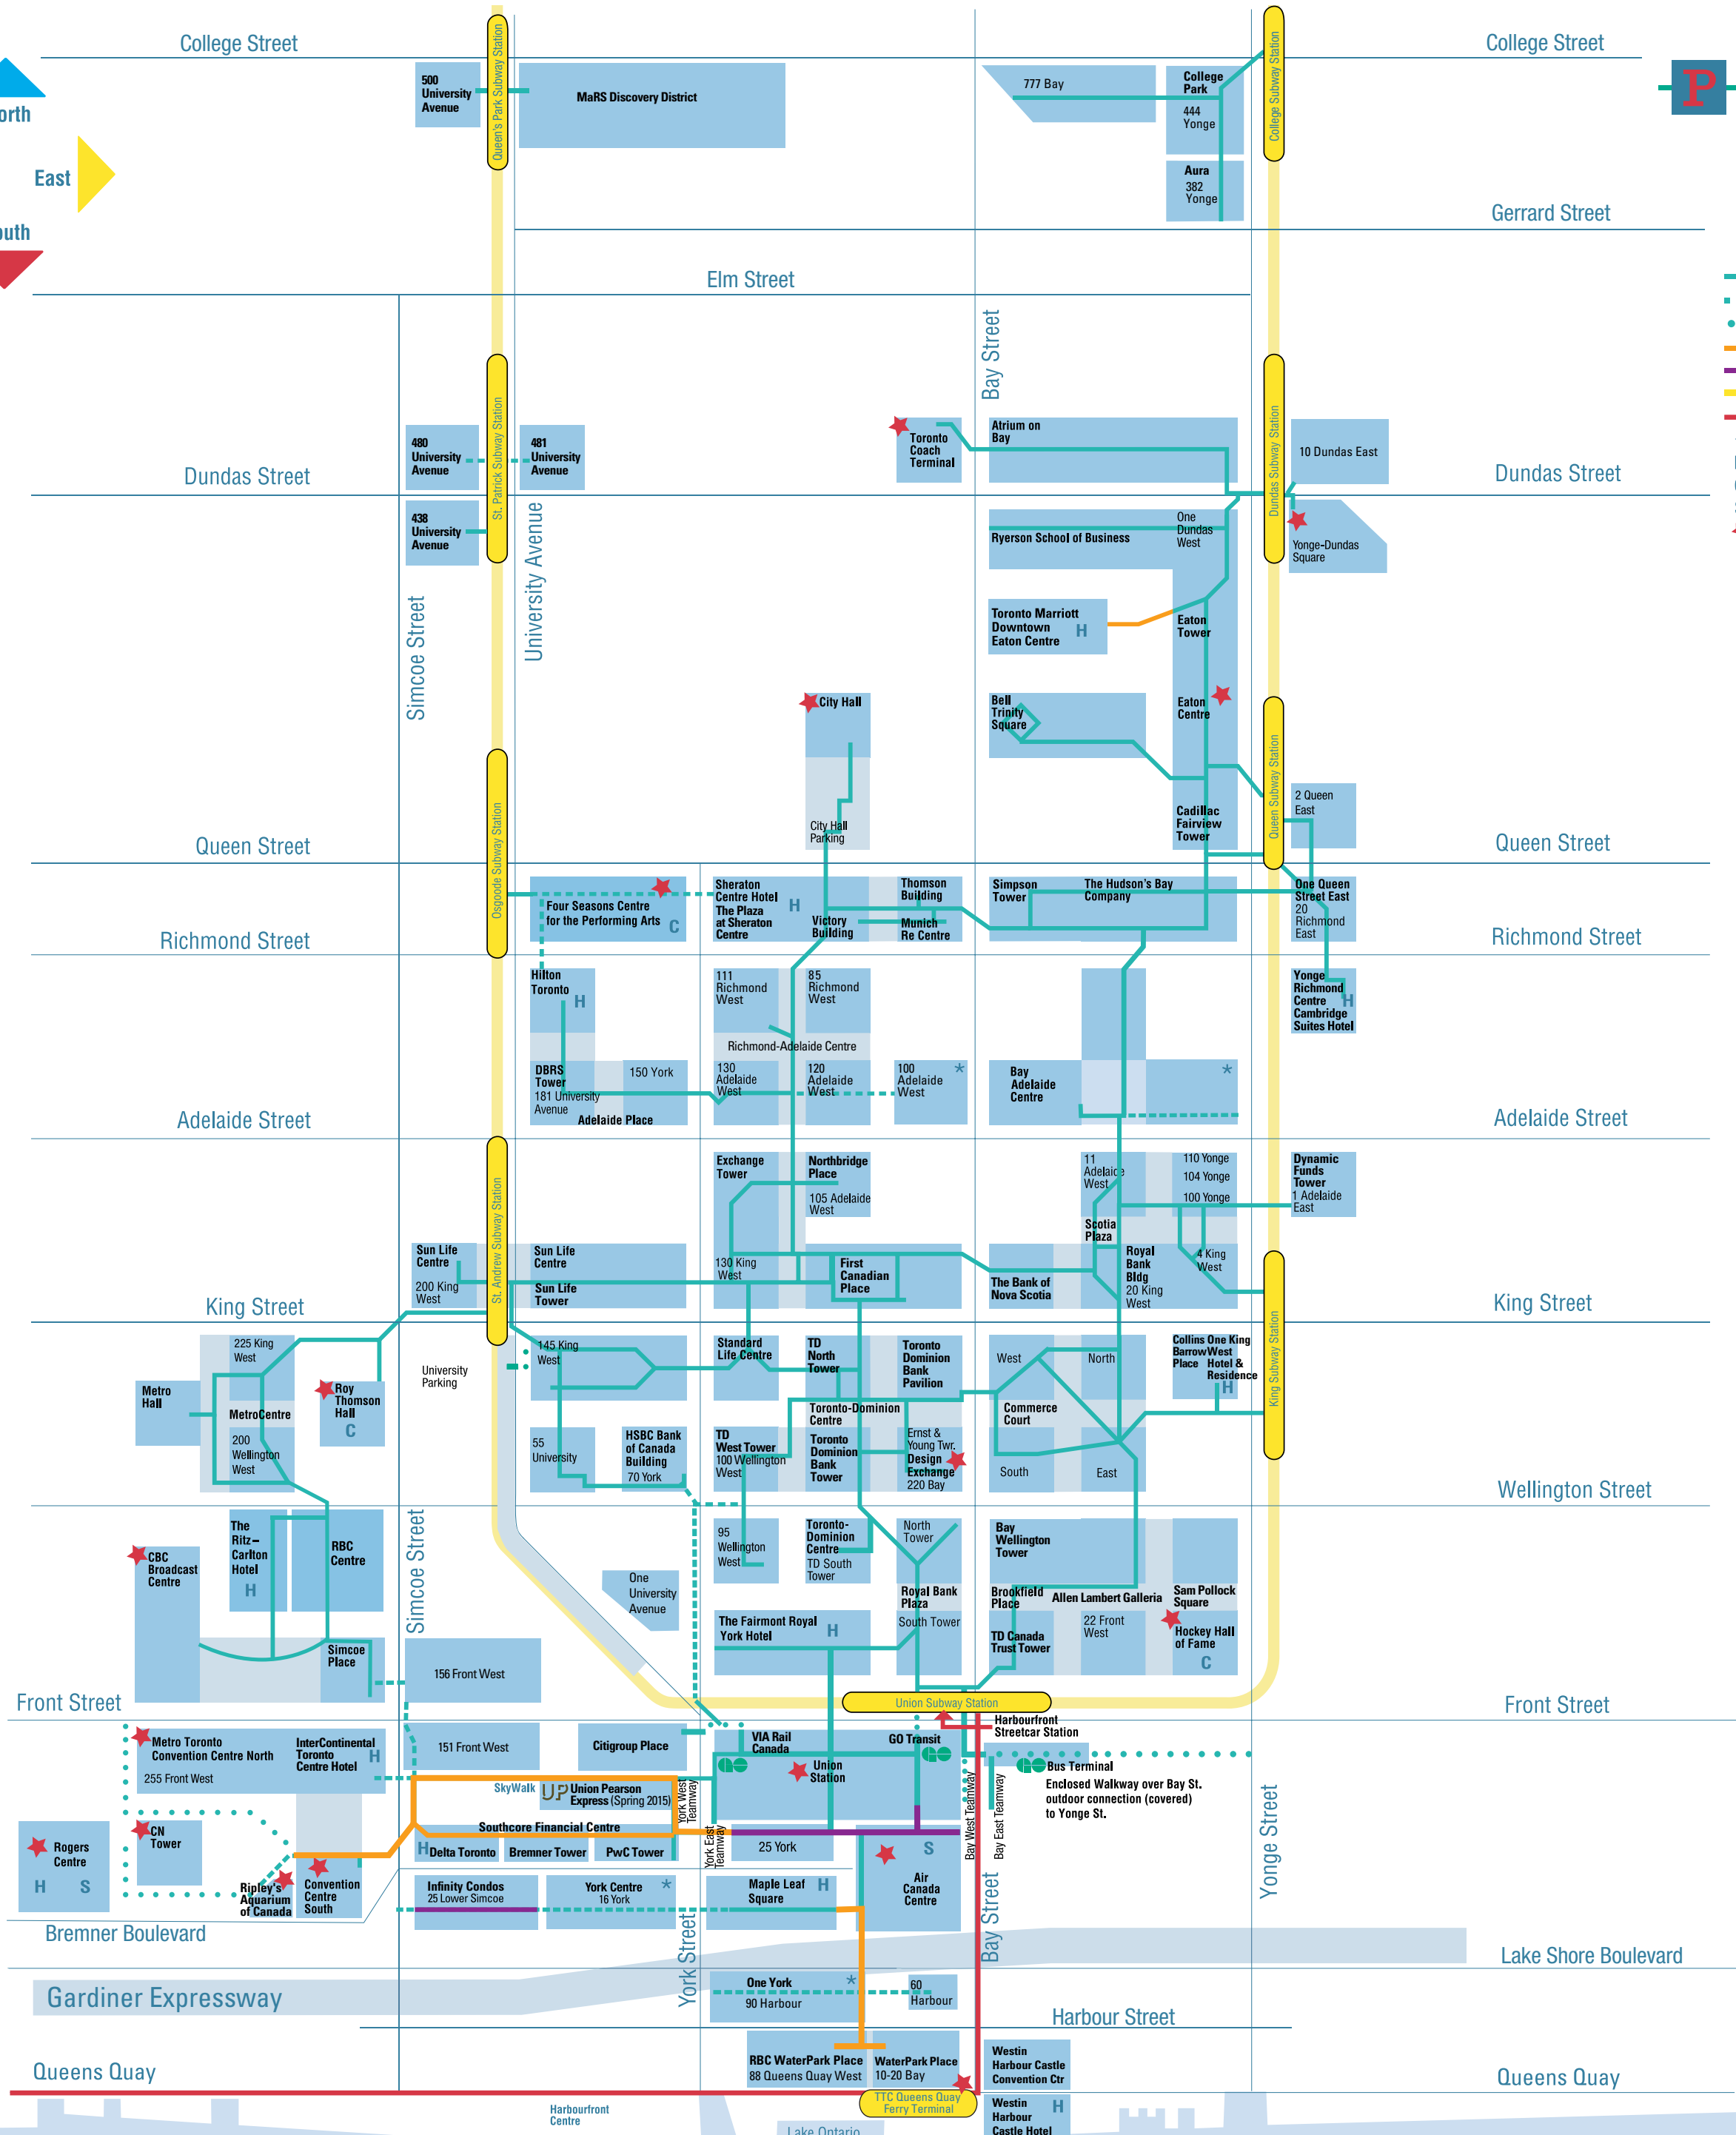 College Street
College Street
Queen's Park Subway Station
College Subway Station
500
University
Avenue
MaRS Discovery District
777 Bay
College
Park
444
Yonge
P
East
Aura
382
Yonge
Gerrard Street
Elm Street
Bay Street
480
University
Avenue
St. Patrick Subway Station
481
University
Avenue
Toronto
Coach
Terminal
Atrium on
Bay
Dundas Subway Station
10 Dundas East
Dundas Street
Dundas Street
438
University
Avenue
University Avenue
Simcoe Street
Ryerson School of Business
One
Dundas
West
Yonge-Dundas
Square
Toronto Marriott
Downtown
Eaton Centre
H
Eaton
Tower
City Hall
Bell
Trinity
Square
Eaton
Centre
Queen Subway Station
Osgoode Subway Station
City Hall
Parking
Cadillac
Fairview
Tower
2 Queen
East
Queen Street
Queen Street
Four Seasons Centre
for the Performing Arts
C
Sheraton
Centre Hotel
The Plaza
at Sheraton
Centre
H
Victory
Building
Thomson
Building
Munich
Re Centre
Simpson
Tower
The Hudson's Bay
Company
One Queen
Street East
20
Richmond
East
Richmond Street
Richmond Street
Hilton
Toronto
H
111
Richmond
West
85
Richmond
West
Yonge
Richmond
Centre
Cambridge
Suites Hotel
H
Richmond-Adelaide Centre
DBRS
Tower
181 University
Avenue
150 York
Adelaide Place
130
Adelaide
West
120
Adelaide
West
100
Adelaide
West
*
Bay
Adelaide
Centre
*
Adelaide Street
Adelaide Street
St. Andrew Subway Station
Exchange
Tower
Northbridge
Place
105 Adelaide
West
11
Adelaide
West
110 Yonge
104 Yonge
100 Yonge
Dynamic
Funds
Tower
1 Adelaide
East
Scotia
Plaza
Sun Life
Centre
200 King
West
Sun Life
Centre
Sun Life
Tower
130 King
West
First
Canadian
Place
The Bank of
Nova Scotia
Royal
Bank
Bldg
20 King
West
4 King
West
King Subway Station
King Street
King Street
225 King
West
University
Parking
145 King
West
Standard
Life Centre
TD
North
Tower
Toronto
Dominion
Bank
Pavilion
West
North
Collins
Barrow
Place
One King
West
Hotel &
Residence
H
Metro
Hall
Roy
Thomson
Hall
C
MetroCentre
200
Wellington
West
Toronto-Dominion
Centre
Commerce
Court
55
University
HSBC Bank
of Canada
Building
70 York
TD
West Tower
100 Wellington
West
Toronto
Dominion
Bank
Tower
Ernst &
Young Twr.
Design
Exchange
220 Bay
South
East
Wellington Street
The
Ritz–
Carlton
Hotel
H
RBC
Centre
CBC
Broadcast
Centre
Simcoe Street
95
Wellington
West
Toronto-
Dominion
Centre
TD South
Tower
North
Tower
Bay
Wellington
Tower
One
University
Avenue
Royal Bank
Plaza
South Tower
Brookfield
Place
Allen Lambert Galleria
Sam Pollock
Square
The Fairmont Royal
York Hotel
H
TD Canada
Trust Tower
22 Front
West
Hockey Hall
of Fame
C
Simcoe
Place
156 Front West
Union Subway Station
Front Street
Front Street
Harbourfront
Streetcar Station
Metro Toronto
Convention Centre North
255 Front West
InterContinental
Toronto
Centre Hotel
H
151 Front West
Citigroup Place
VIA Rail
Canada
GO Transit
Union
Station
Bus Terminal
Enclosed Walkway over Bay St.
outdoor connection (covered)
to Yonge St.
SkyWalk
UP
Union Pearson
Express (Spring 2015)
York West
Teamway
York East
Teamway
Bay West Teamway
Bay East Teamway
Yonge Street
Rogers
Centre
H
S
CN
Tower
Southcore Financial Centre
H
Delta Toronto
Bremner Tower
PwC Tower
25 York
S
Air
Canada
Centre
Ripley's
Aquarium
of Canada
Convention
Centre
South
Infinity Condos
25 Lower Simcoe
York Centre
16 York
*
Maple Leaf
Square
H
Bremner Boulevard
York Street
Bay Street
Lake Shore Boulevard
Gardiner Expressway
One York
*
90 Harbour
60
Harbour
Harbour Street
RBC WaterPark Place
88 Queens Quay West
WaterPark Place
10-20 Bay
Westin
Harbour Castle
Convention Ctr
Queens Quay
Queens Quay
TTC Queens Quay
Ferry Terminal
Harbourfront
Centre
Westin
Harbour
Castle Hotel
H
Lake Ontario